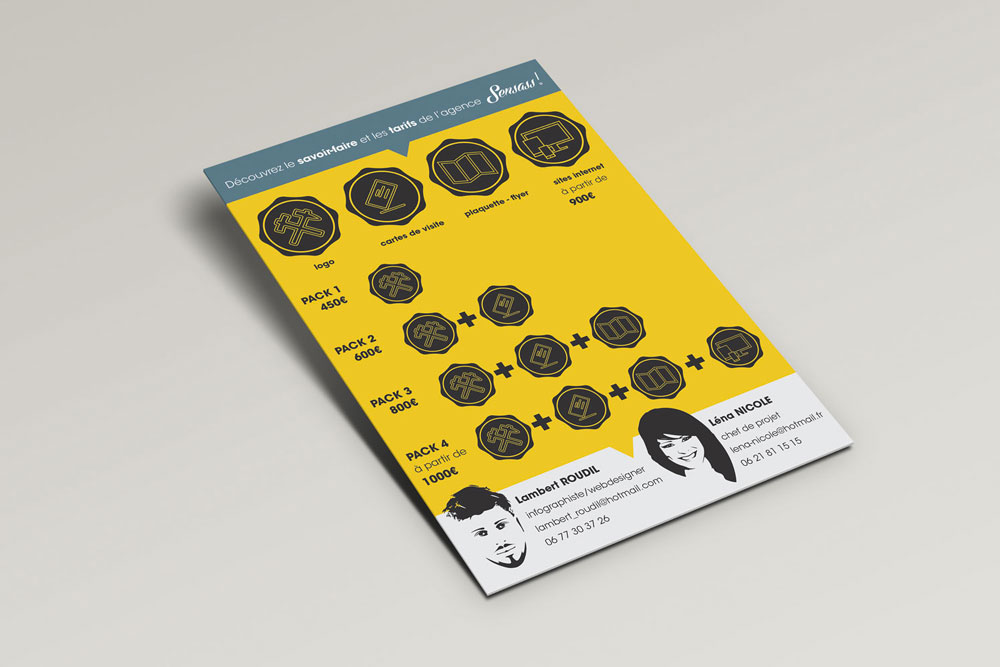 Découvrez le savoir-faire et les tarifs de l'agence Sensass!
logo
cartes de visite
plaquette - flyer
sites internet
à partir de
900€
PACK 1
450€
PACK 2
600€
PACK 3
800€
PACK 4
à partir de
1000€
Lambert ROUDIL
infographiste/webdesigner
lambert_roudil@hotmail.com
06 77 30 37 26
Léna NICOLE
chef de projet
lena-nicole@hotmail.fr
06 21 81 15 15